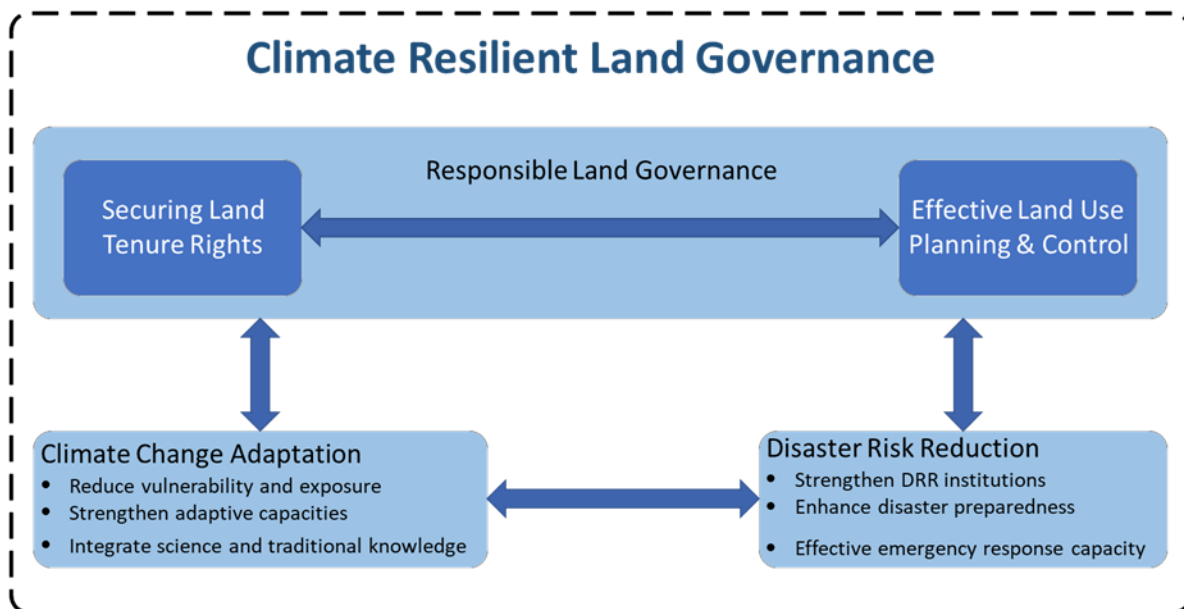 Climate Resilient Land Governance
Responsible Land Governance
Securing Land
Tenure Rights
Effective Land Use
Planning & Control
Climate Change Adaptation
• Reduce vulnerability and exposure
• Strengthen adaptive capacities
• Integrate science and traditional knowledge
Disaster Risk Reduction
• Strengthen DRR institutions
• Enhance disaster preparedness
• Effective emergency response capacity